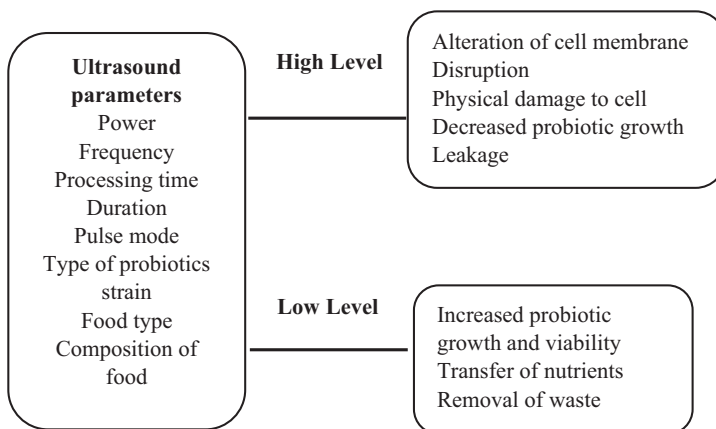 Ultrasound
parameters
Power
Frequency
Processing time
Duration
Pulse mode
Type of probiotics
strain
Food type
Composition of
food
High Level
Alteration of cell membrane
Disruption
Physical damage to cell
Decreased probiotic growth
Leakage
Low Level
Increased probiotic
growth and viability
Transfer of nutrients
Removal of waste